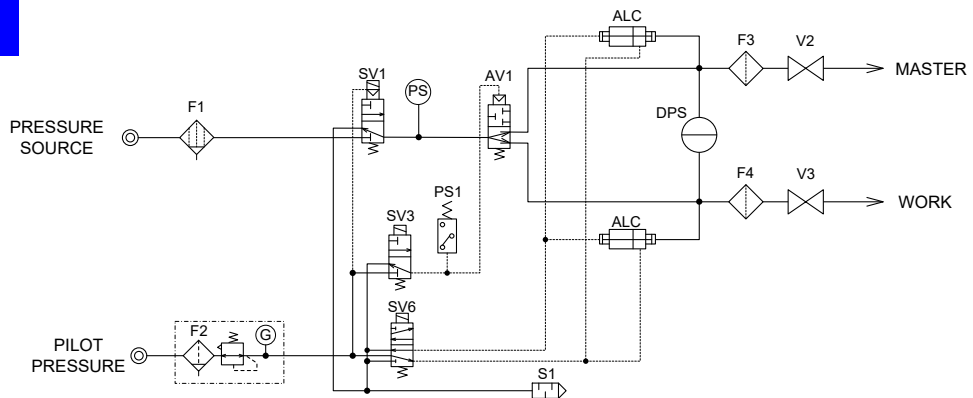 ALC
F3
V2
MASTER
SV1
PS
AV1
F1
PRESSURE
SOURCE
DPS
F4
V3
WORK
PS1
SV3
ALC
SV6
F2
G
PILOT
PRESSURE
S1